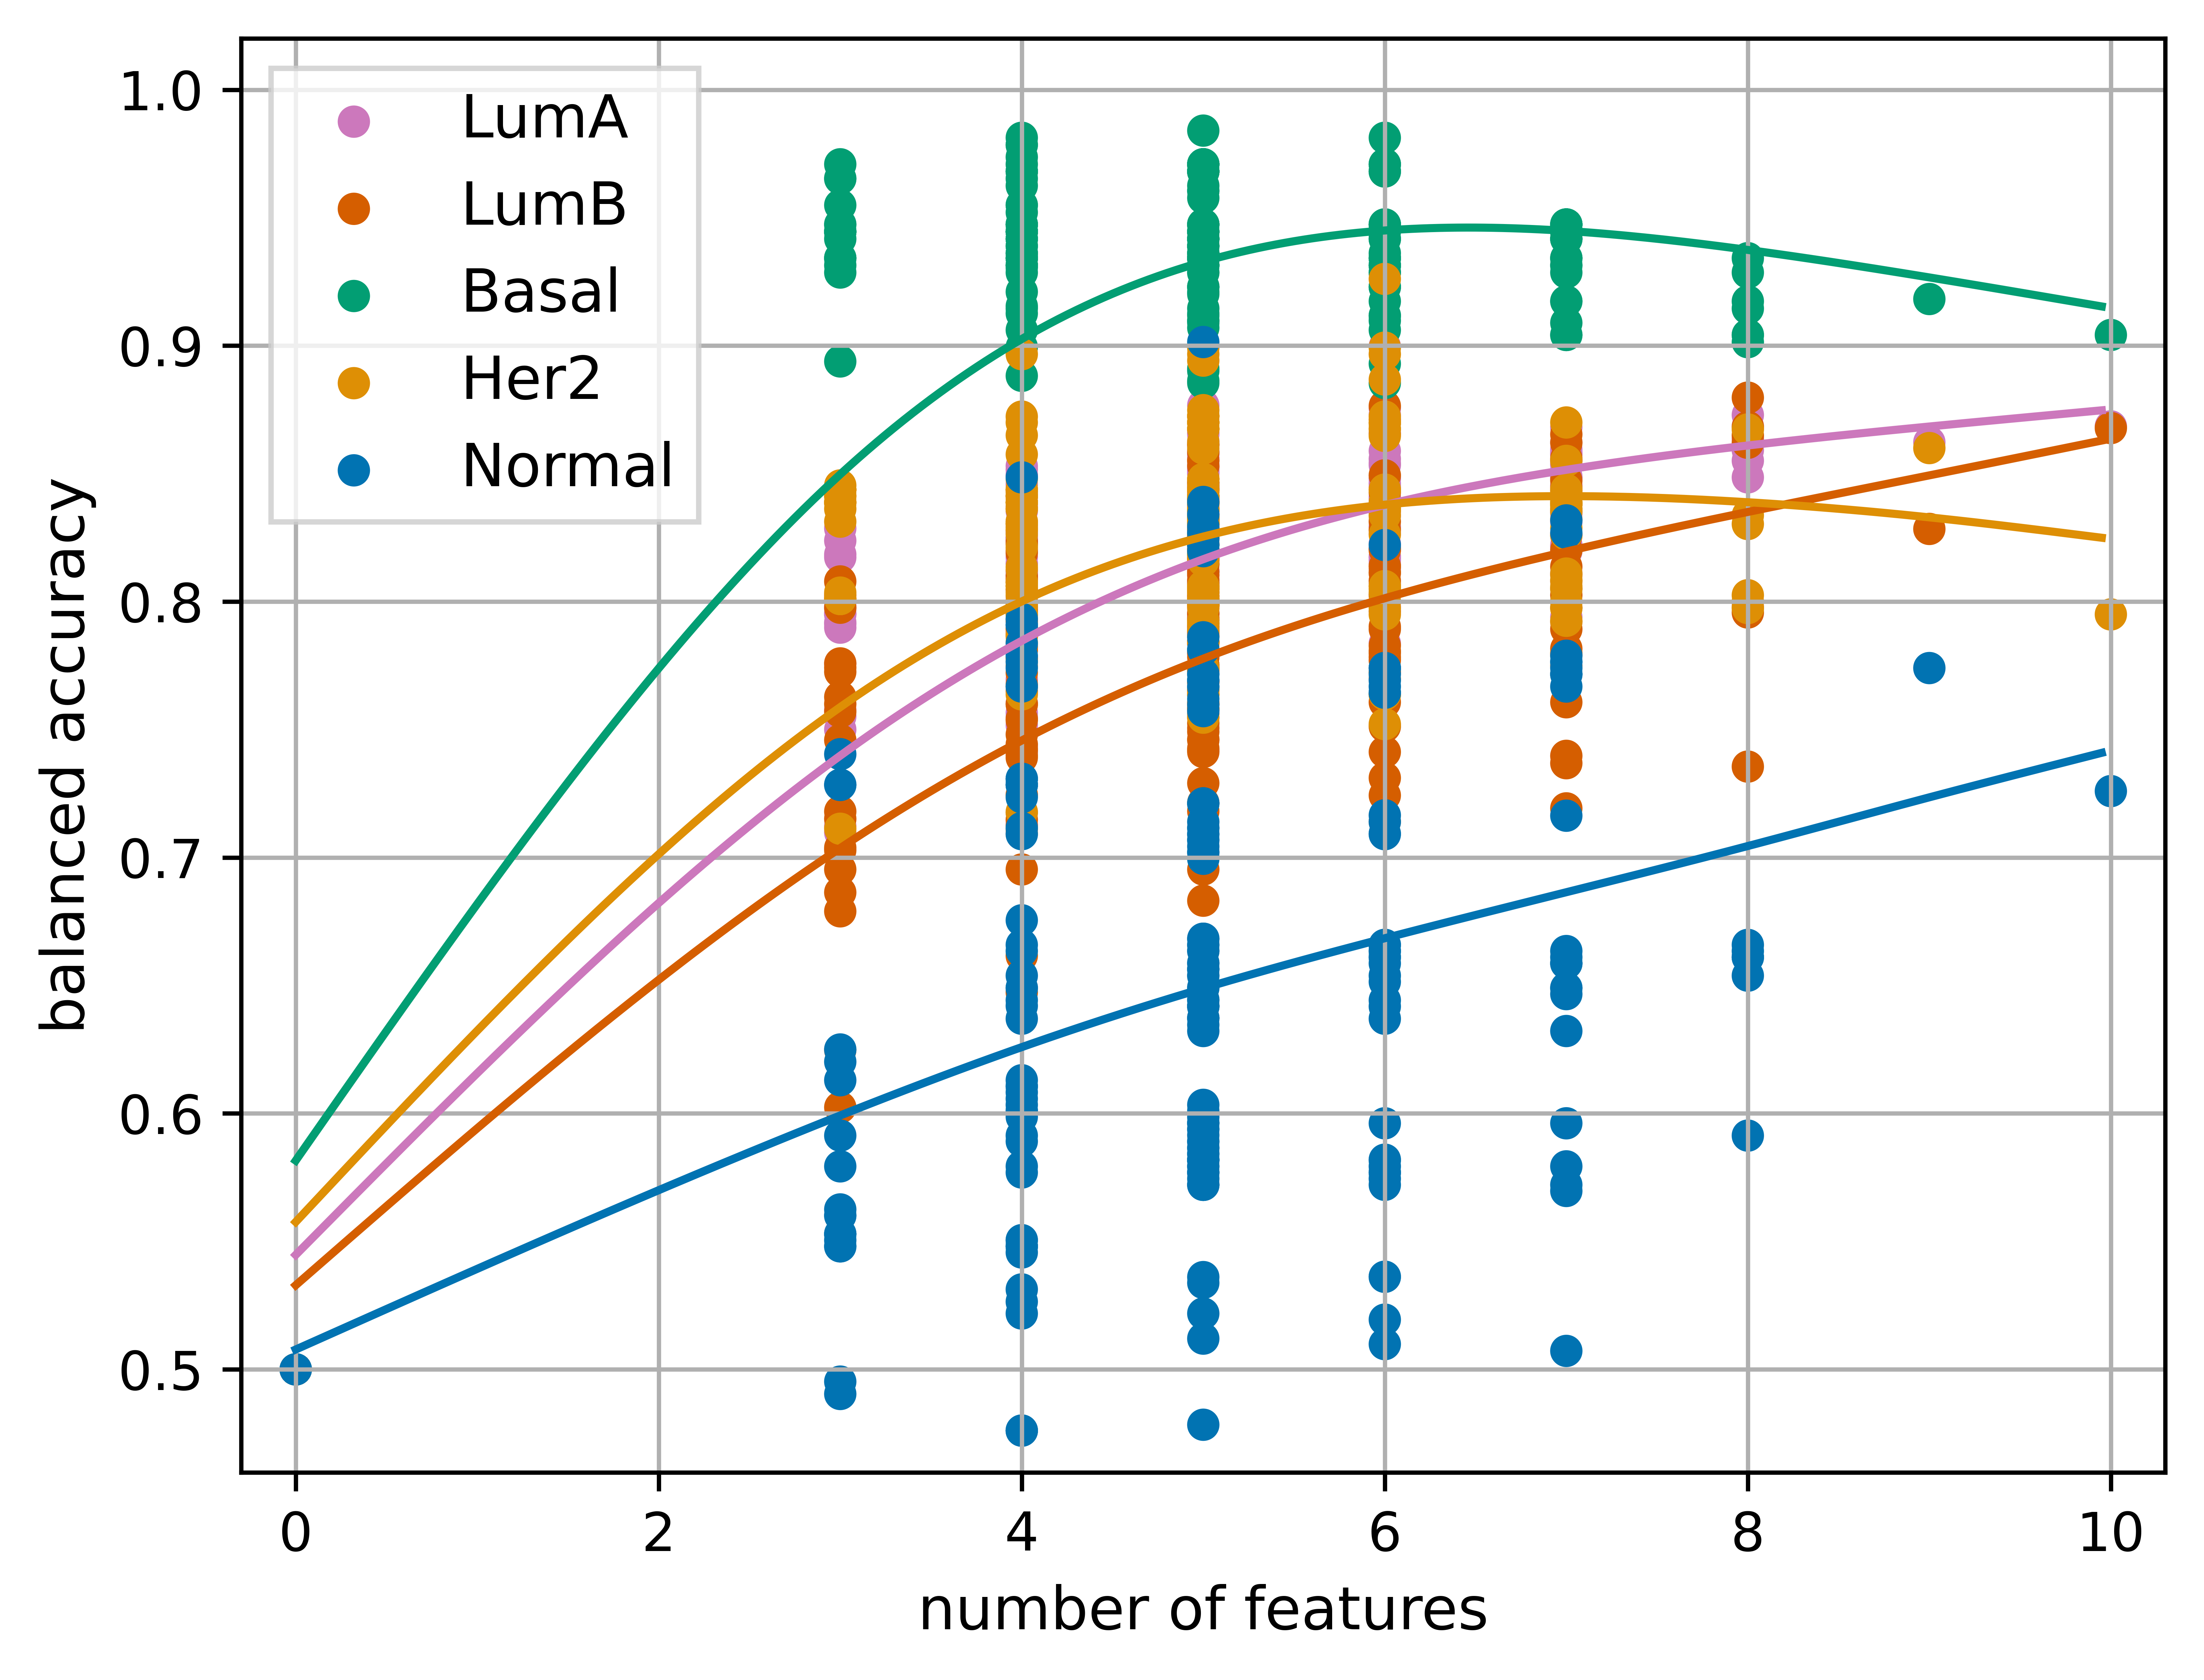 1.0
0.9
0.8
0.7
0.6
0.5
balanced accuracy
LumA
LumB
Basal
Her2
Normal
0 2 4 6 8 10
number of features